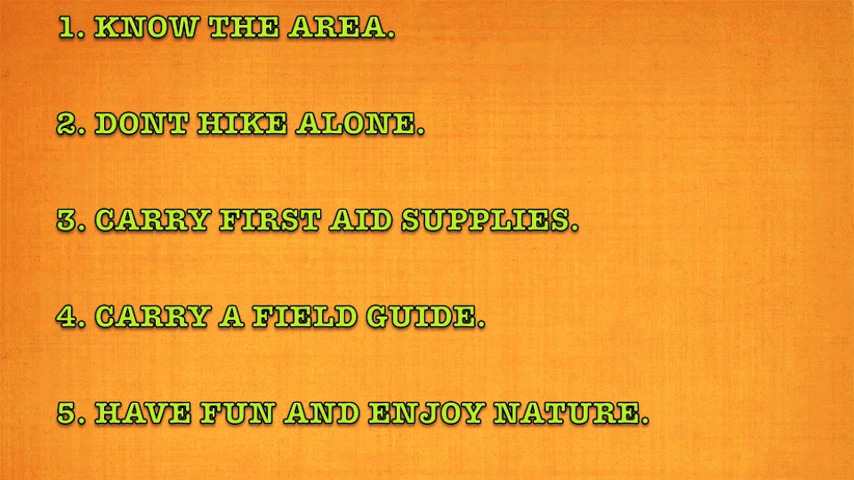 1. KNOW THE AREA.
2. DONT HIKE ALONE.
3. CARRY FIRST AID SUPPLIES.
4. CARRY A FIELD GUIDE.
5. HAVE FUN AND ENJOY NATURE.